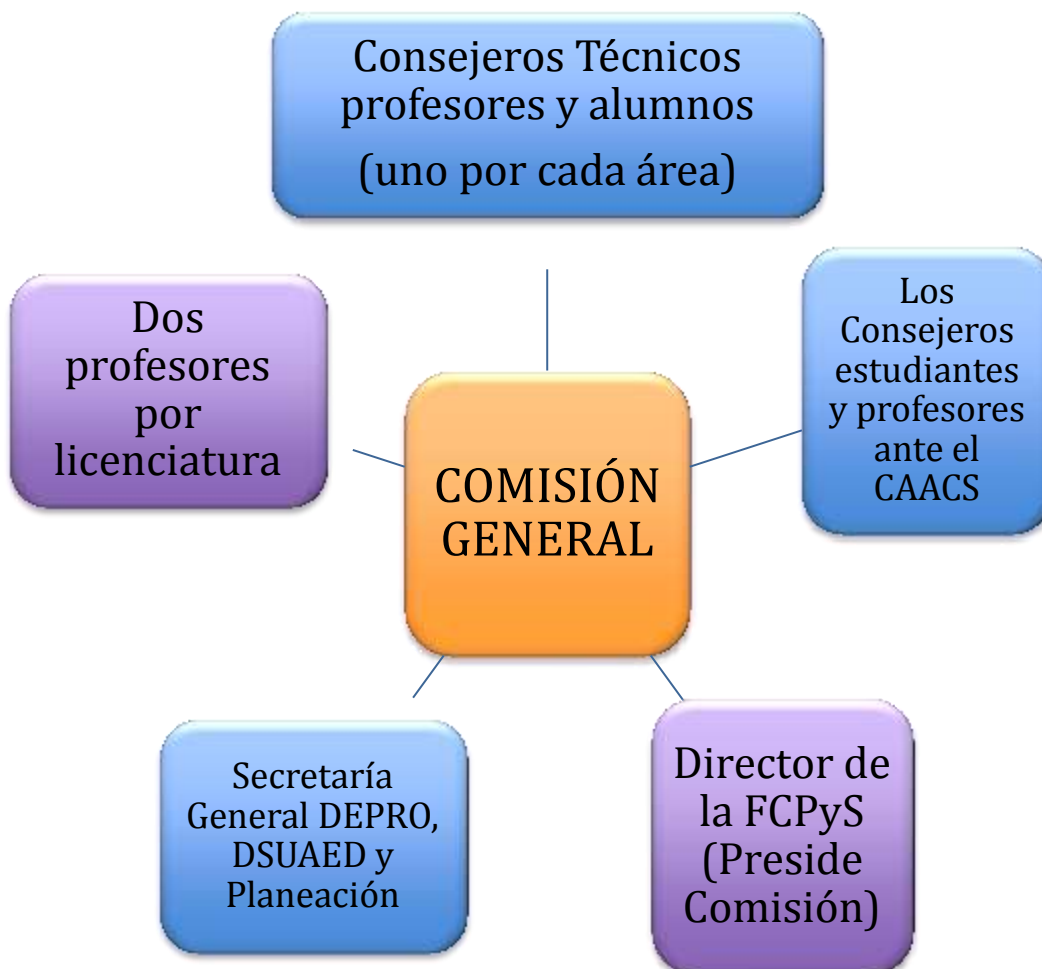 Consejeros Técnicos
profesores y alumnos
(uno por cada área)
Dos
profesores
por
licenciatura
Los
Consejeros
estudiantes
y profesores
ante el
CAACS
COMISIÓN
GENERAL
Secretaría
General DEPRO,
DSUAED y
Planeación
Director de
la FCPyS
(Preside
Comisión)